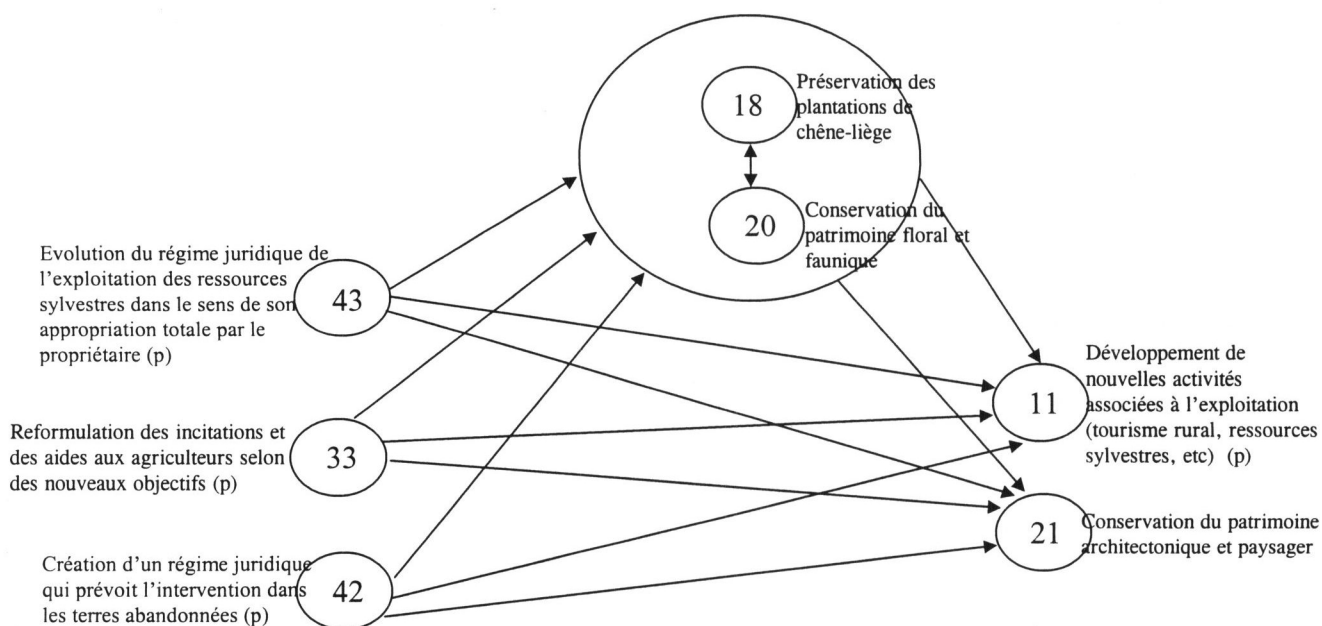 18
Préservation des
plantations de
chêne-liège
20
Conservation du
patrimoine floral et
faunique
Evolution du régime juridique de
l'exploitation des ressources
sylvestres dans le sens de son
appropriation totale par le
propriétaire (p)
43
Reformulation des incitations et
des aides aux agriculteurs selon
des nouveaux objectifs (p)
33
Création d'un régime juridique
qui prévoit l'intervention dans
les terres abandonnées (p)
42
11
Développement de
nouvelles activités
associées à l'exploitation
(tourisme rural, ressources
sylvestres, etc) (p)
21
Conservation du patrimoine
architectonique et paysager